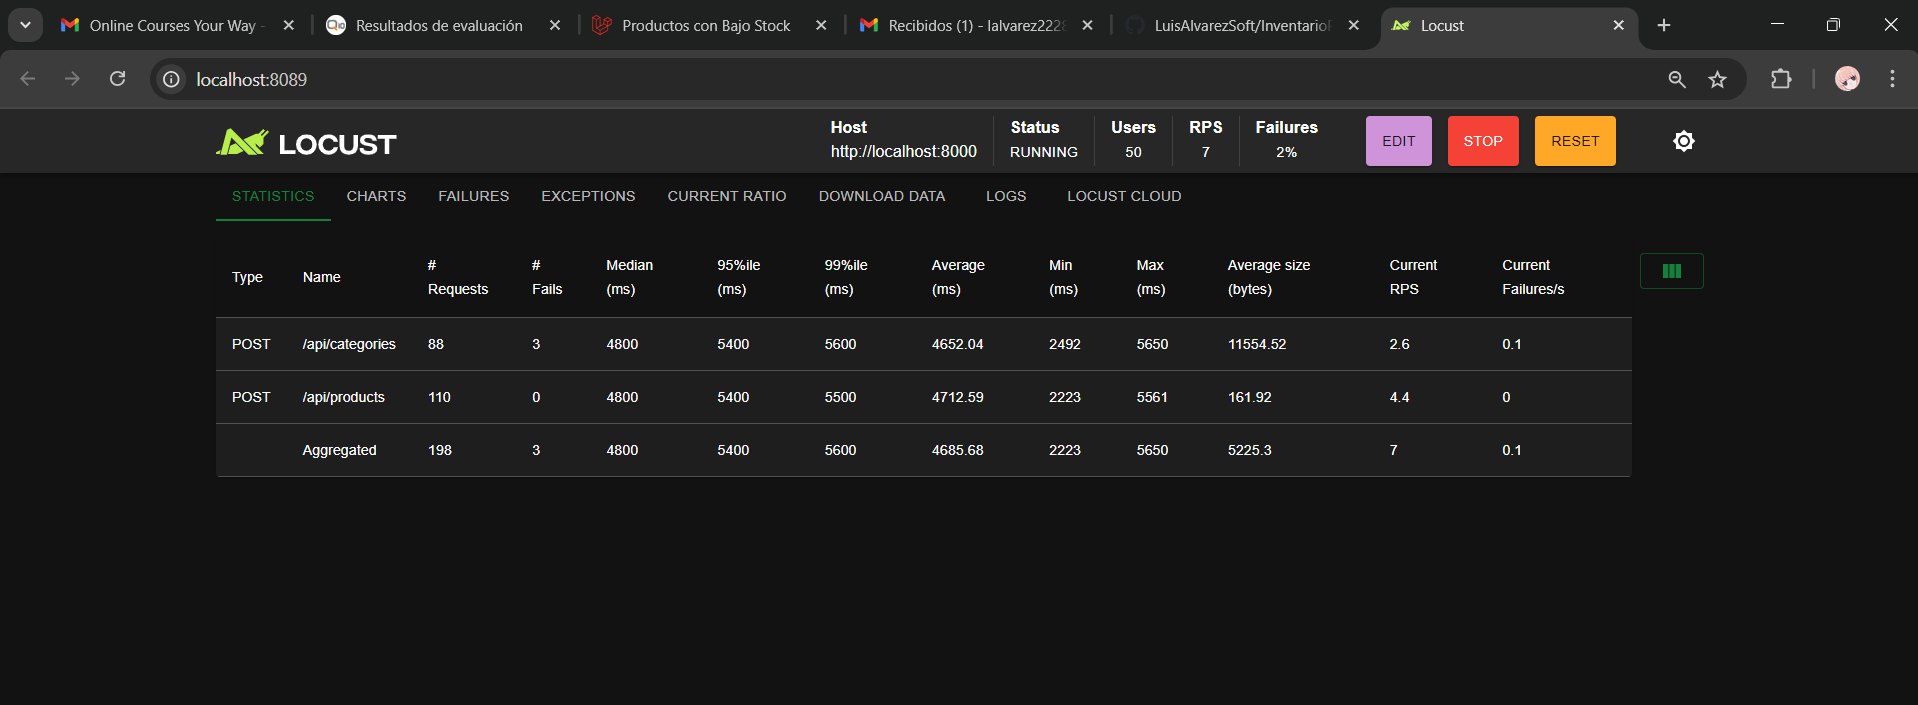 Online Courses Your Way -
Resultados de evaluación
Productos con Bajo Stock
Recibidos (1) - lalvarez2228
LuisAlvarezSoft/Inventario
Locust
localhost:8089
LOCUST
Host
http://localhost:8000
Status
RUNNING
Users
50
RPS
7
Failures
2%
EDIT
STOP
RESET
STATISTICS CHARTS FAILURES EXCEPTIONS CURRENT RATIO DOWNLOAD DATA LOGS LOCUST CLOUD
Type Name # Requests # Fails Median (ms) 95%ile (ms) 99%ile (ms) Average (ms) Min (ms) Max (ms) Average size (bytes) Current RPS Current Failures/s
POST /api/categories 88 3 4800 5400 5600 4652.04 2492 5650 11554.52 2.6 0.1
POST /api/products 110 0 4800 5400 5500 4712.59 2223 5561 161.92 4.4 0
Aggregated 198 3 4800 5400 5600 4685.68 2223 5650 5225.3 7 0.1